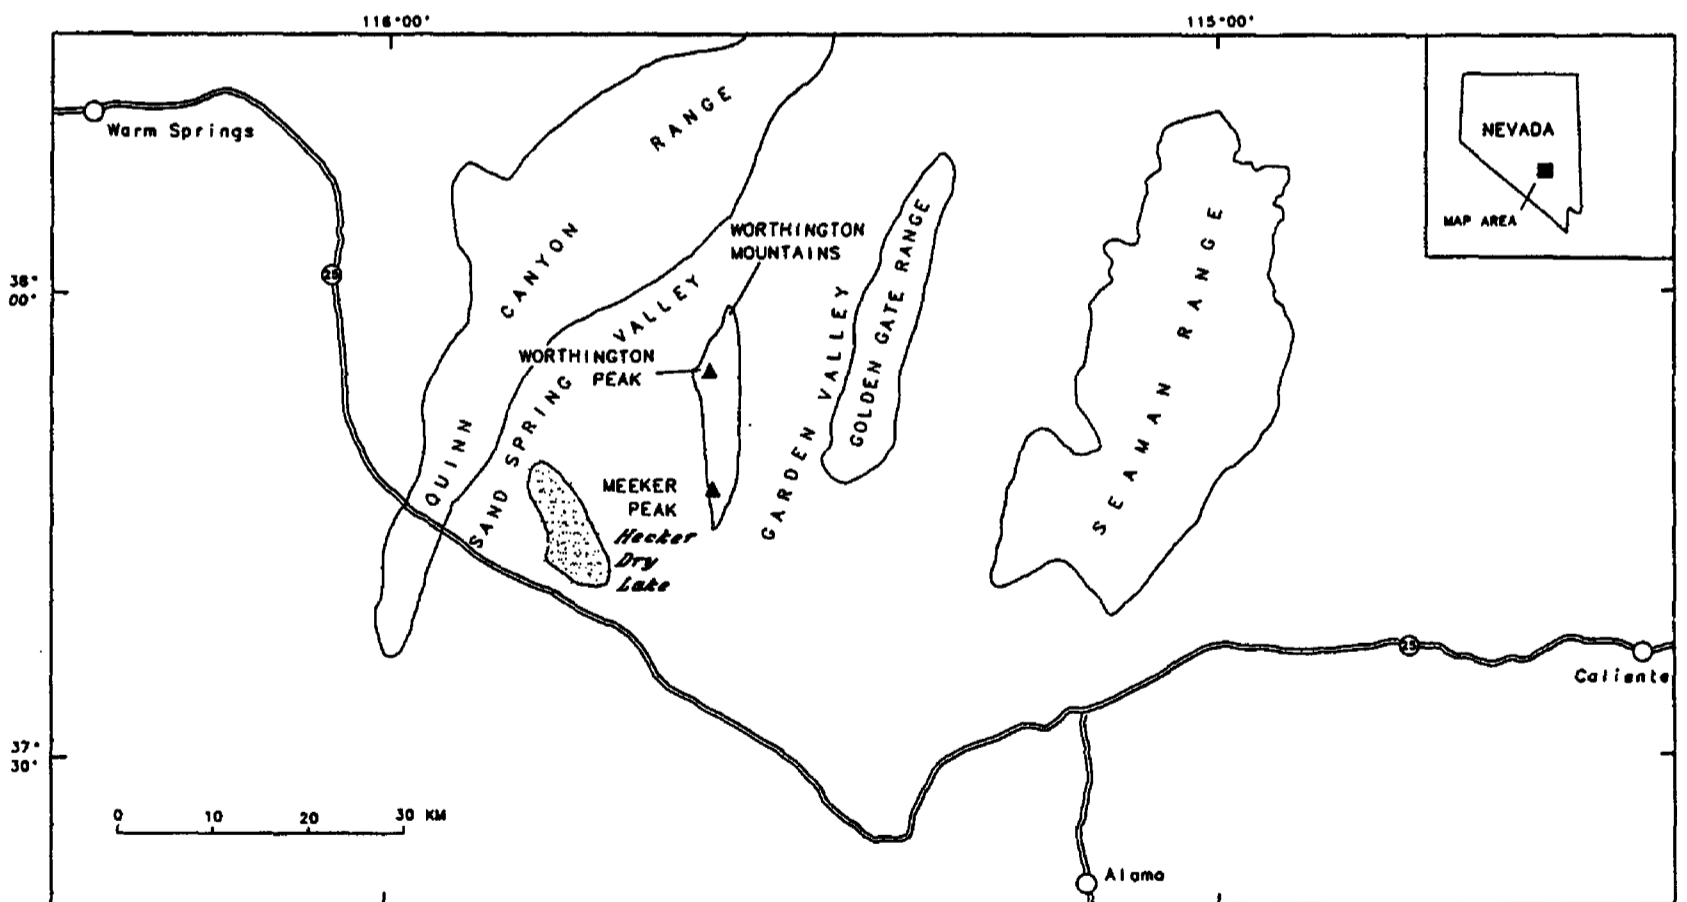 116°00'
115°00'
Warm Springs
RANGE
NEVADA
MAP AREA
WORTHINGTON
MOUNTAINS
CANYON
25
38°
00'
GOLDEN GATE RANGE
SEAMAN RANGE
GARDEN VALLEY
SAND SPRING VALLEY
WORTHINGTON
PEAK
QUINN
MEEKER
PEAK
Hecker
Dry
Lake
25
Caliente
37°
30'
0 10 20 30 KM
Alamo